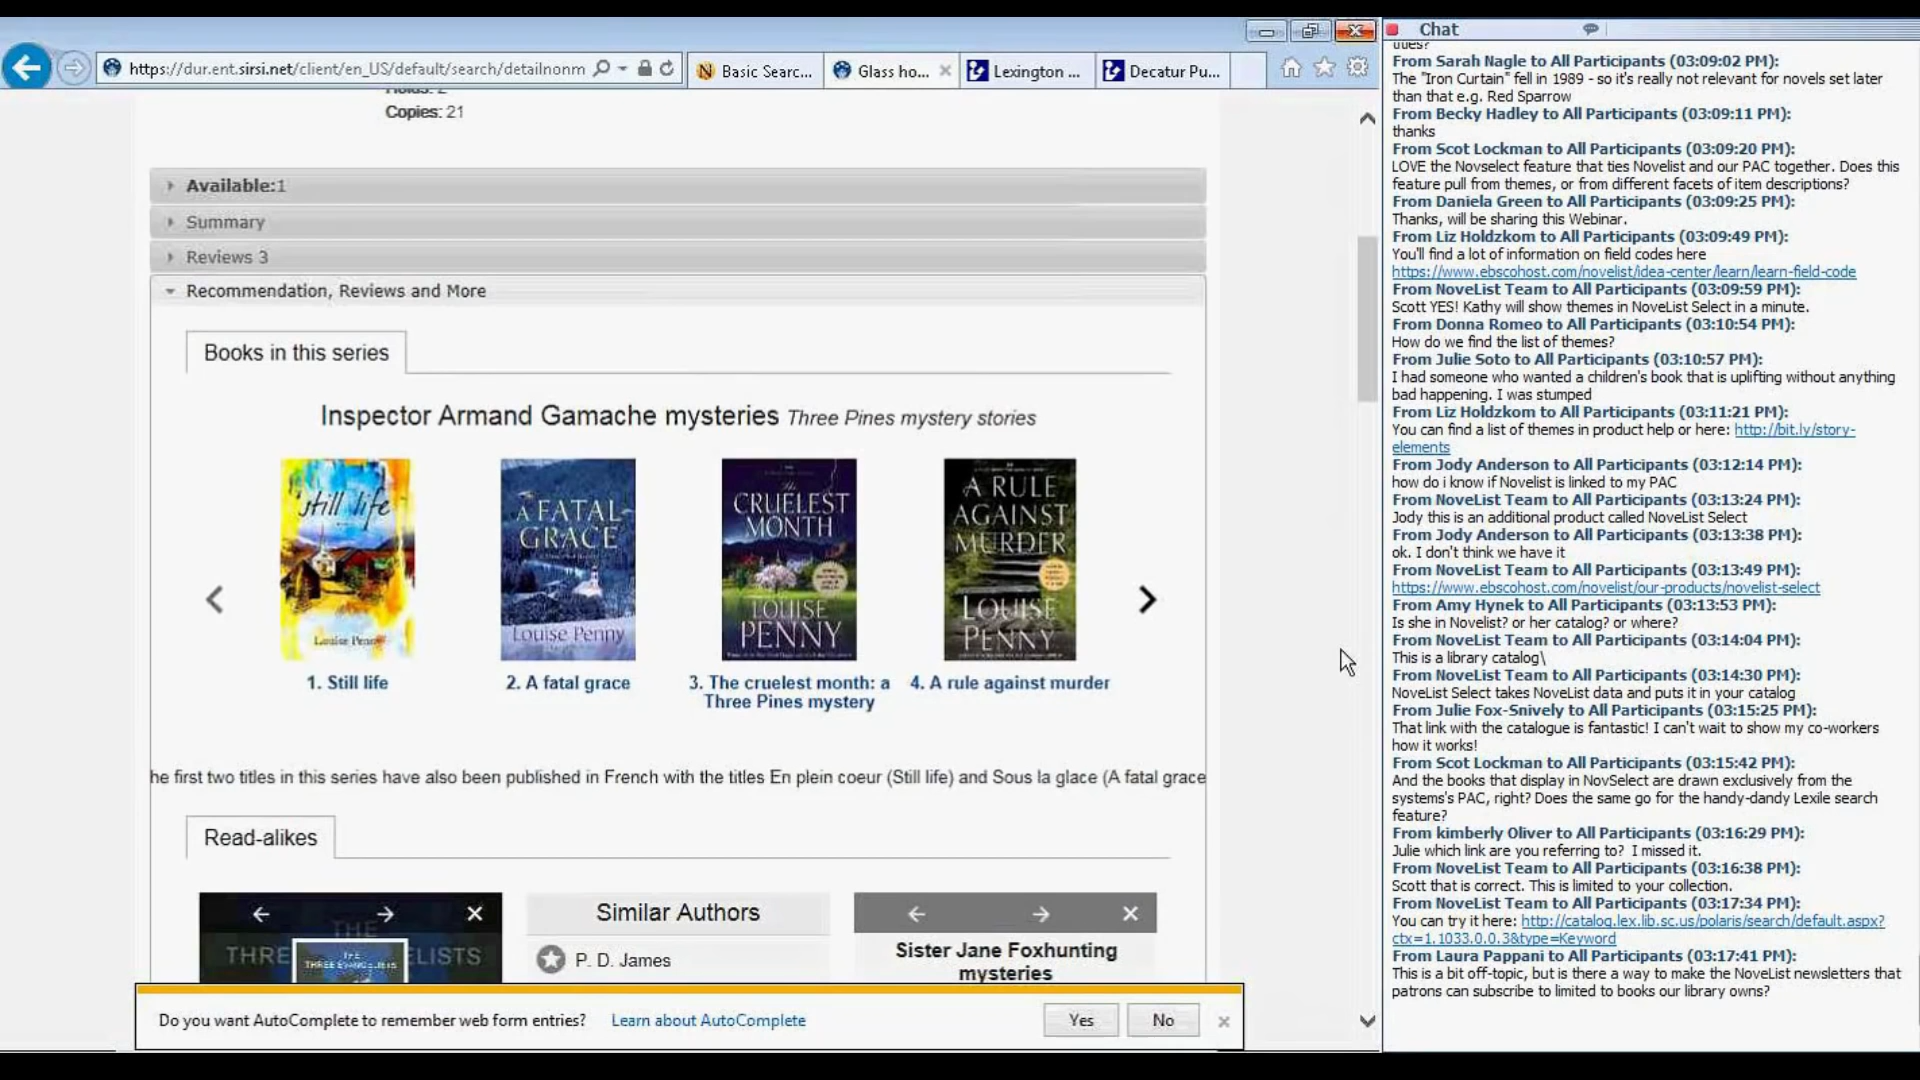 https://dur.ent.sirsi.net/client/en_US/default/search/detailnonm
Basic Searc...
Glass ho...
Lexington ...
Decatur Pu...
Holds: 2
Copies: 21
Available:1
Summary
Reviews 3
Recommendation, Reviews and More
Books in this series
Inspector Armand Gamache mysteries Three Pines mystery stories
still life
Louise Penny
A FATAL
GRACE
Louise Penny
THE
CRUELEST
MONTH
LOUISE
PENNY
A RULE
AGAINST
MURDER
LOUISE
PENNY
1. Still life
2. A fatal grace
3. The cruelest month: a
Three Pines mystery
4. A rule against murder
he first two titles in this series have also been published in French with the titles En plein coeur (Still life) and Sous la glace (A fatal grace
Read-alikes
THE
THREE EVANGELISTS
Similar Authors
P. D. James
Sister Jane Foxhunting
mysteries
Do you want AutoComplete to remember web form entries?
Learn about AutoComplete
Yes
No
Chat
titles?
From Sarah Nagle to All Participants (03:09:02 PM):
The "Iron Curtain" fell in 1989 - so it's really not relevant for novels set later
than that e.g. Red Sparrow
From Becky Hadley to All Participants (03:09:11 PM):
thanks
From Scot Lockman to All Participants (03:09:20 PM):
LOVE the Novselect feature that ties Novelist and our PAC together. Does this
feature pull from themes, or from different facets of item descriptions?
From Daniela Green to All Participants (03:09:25 PM):
Thanks, will be sharing this Webinar.
From Liz Holdzkom to All Participants (03:09:49 PM):
You'll find a lot of information on field codes here
https://www.ebscohost.com/novelist/idea-center/learn/learn-field-code
From NoveList Team to All Participants (03:09:59 PM):
Scott YES! Kathy will show themes in NoveList Select in a minute.
From Donna Romeo to All Participants (03:10:54 PM):
How do we find the list of themes?
From Julie Soto to All Participants (03:10:57 PM):
I had someone who wanted a children's book that is uplifting without anything
bad happening. I was stumped
From Liz Holdzkom to All Participants (03:11:21 PM):
You can find a list of themes in product help or here: http://bit.ly/story-
elements
From Jody Anderson to All Participants (03:12:14 PM):
how do i know if Novelist is linked to my PAC
From NoveList Team to All Participants (03:13:24 PM):
Jody this is an additional product called NoveList Select
From Jody Anderson to All Participants (03:13:38 PM):
ok. I don't think we have it
From NoveList Team to All Participants (03:13:49 PM):
https://www.ebscohost.com/novelist/our-products/novelist-select
From Amy Hynek to All Participants (03:13:53 PM):
Is she in Novelist? or her catalog? or where?
From NoveList Team to All Participants (03:14:04 PM):
This is a library catalog\
From NoveList Team to All Participants (03:14:30 PM):
NoveList Select takes NoveList data and puts it in your catalog
From Julie Fox-Snively to All Participants (03:15:25 PM):
That link with the catalogue is fantastic! I can't wait to show my co-workers
how it works!
From Scot Lockman to All Participants (03:15:42 PM):
And the books that display in NovSelect are drawn exclusively from the
systems's PAC, right? Does the same go for the handy-dandy Lexile search
feature?
From kimberly Oliver to All Participants (03:16:29 PM):
Julie which link are you referring to? I missed it.
From NoveList Team to All Participants (03:16:38 PM):
Scott that is correct. This is limited to your collection.
From NoveList Team to All Participants (03:17:34 PM):
You can try it here: http://catalog.lex.lib.sc.us/polaris/search/default.aspx?
ctx=1.1033.0.0.3&type=Keyword
From Laura Pappani to All Participants (03:17:41 PM):
This is a bit off-topic, but is there a way to make the NoveList newsletters that
patrons can subscribe to limited to books our library owns?